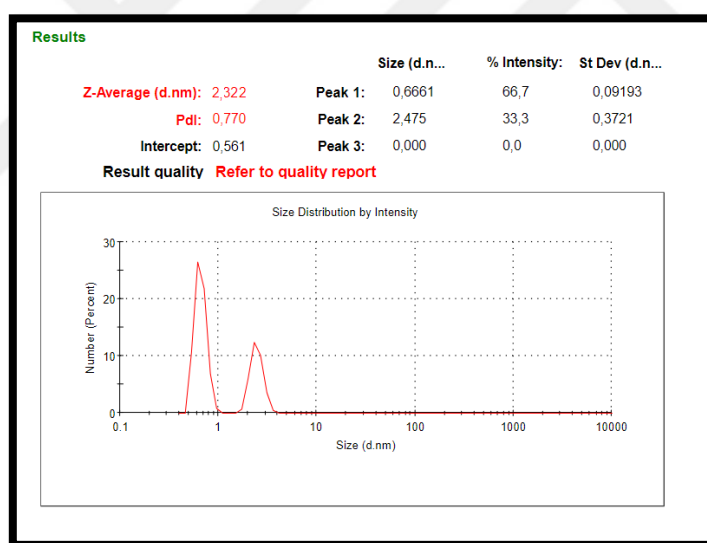 Results
Size (d.n... % Intensity: St Dev (d.n...
Z-Average (d.nm): 2,322 Peak 1: 0,6661 66,7 0,09193
PdI: 0,770 Peak 2: 2,475 33,3 0,3721
Intercept: 0,561 Peak 3: 0,000 0,0 0,000
Result quality Refer to quality report
Size Distribution by Intensity
Number (Percent)
30
20
10
0
0.1 1 10 100 1000 10000
Size (d.nm)